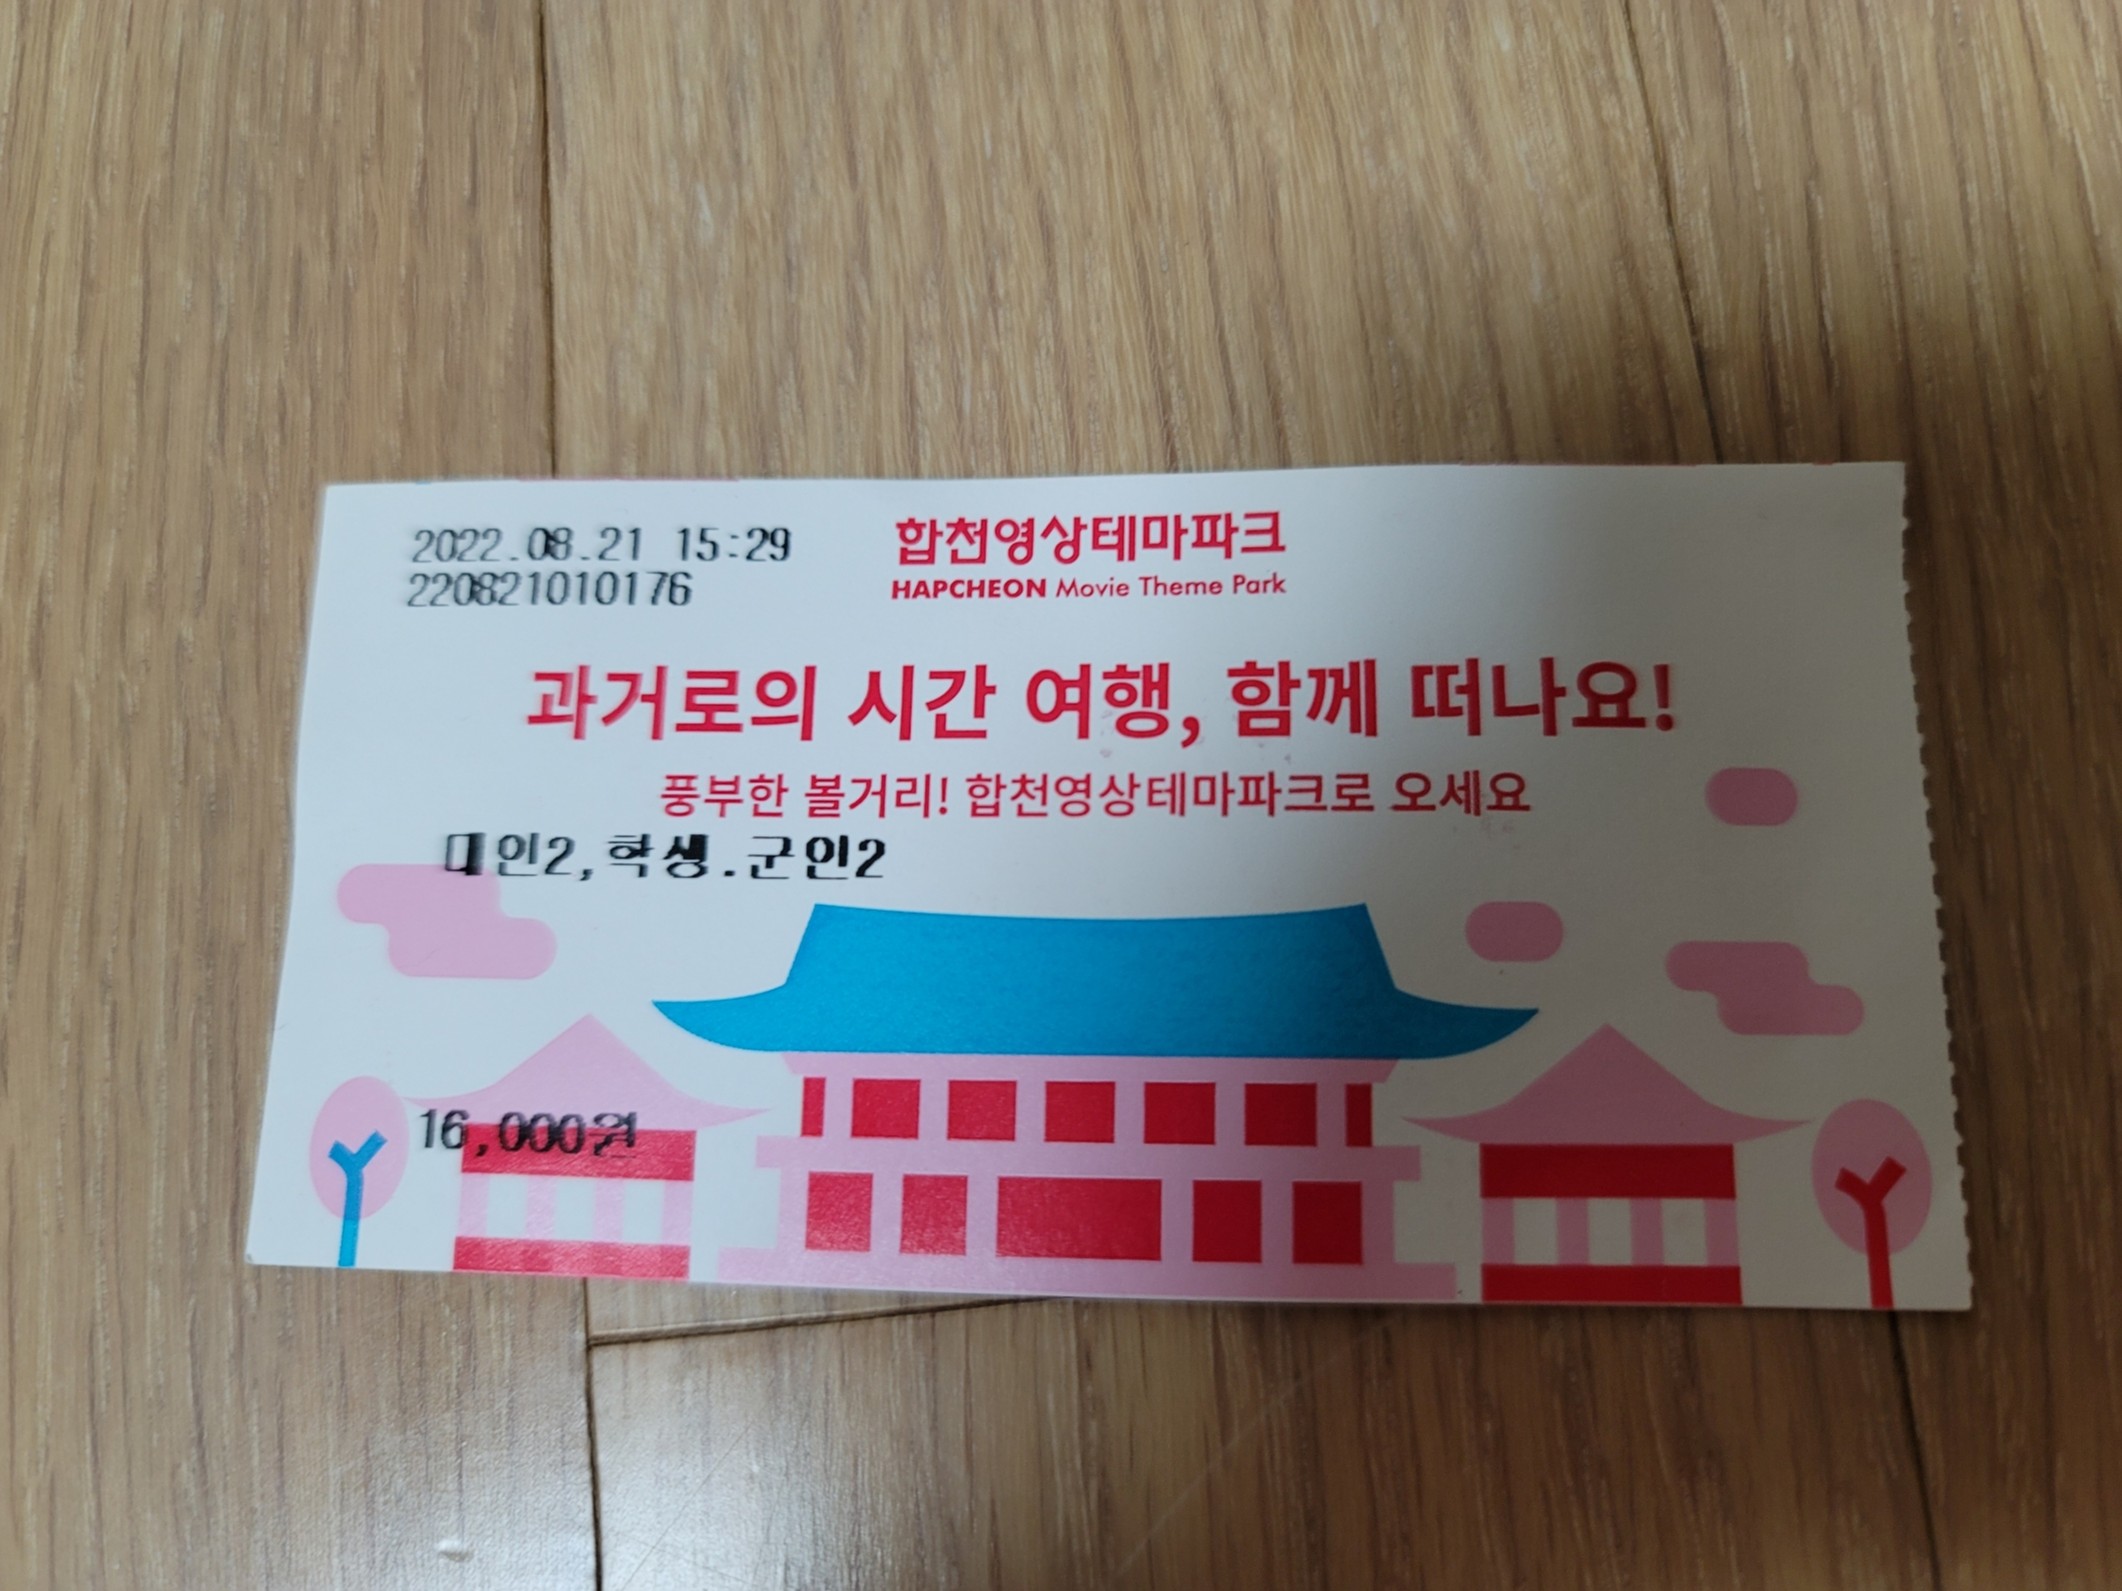 2022.08.21 15:29
220821010176
합천영상테마파크
HAPCHEON Movie Theme Park
과거로의 시간 여행, 함께 떠나요!
풍부한 볼거리! 합천영상테마파크로 오세요
대인2,학생.군인2
16,000원